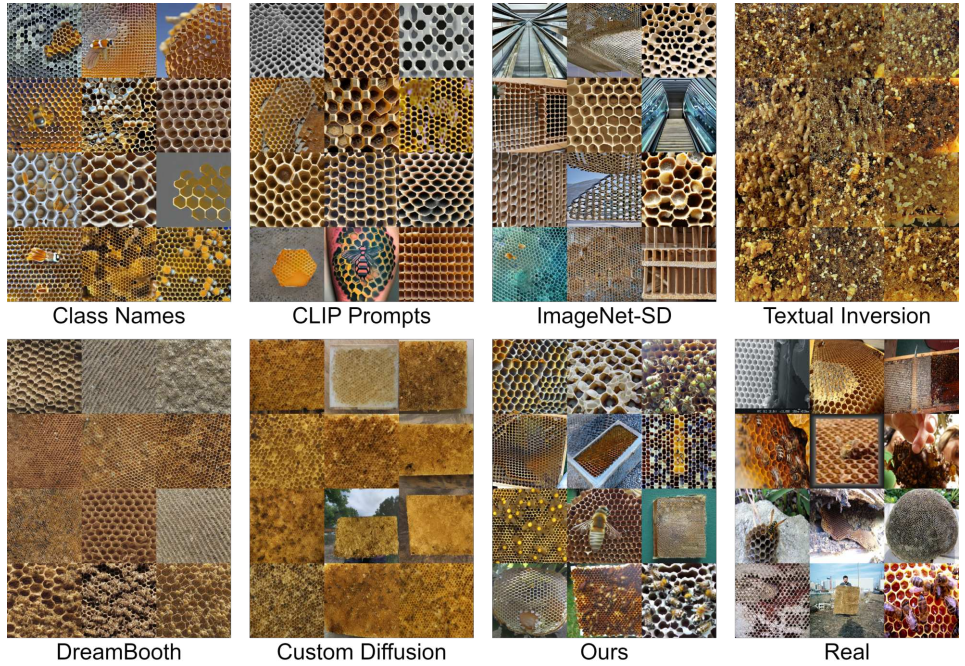 Class Names
CLIP Prompts
ImageNet-SD
Textual Inversion
DreamBooth
Custom Diffusion
Ours
Real